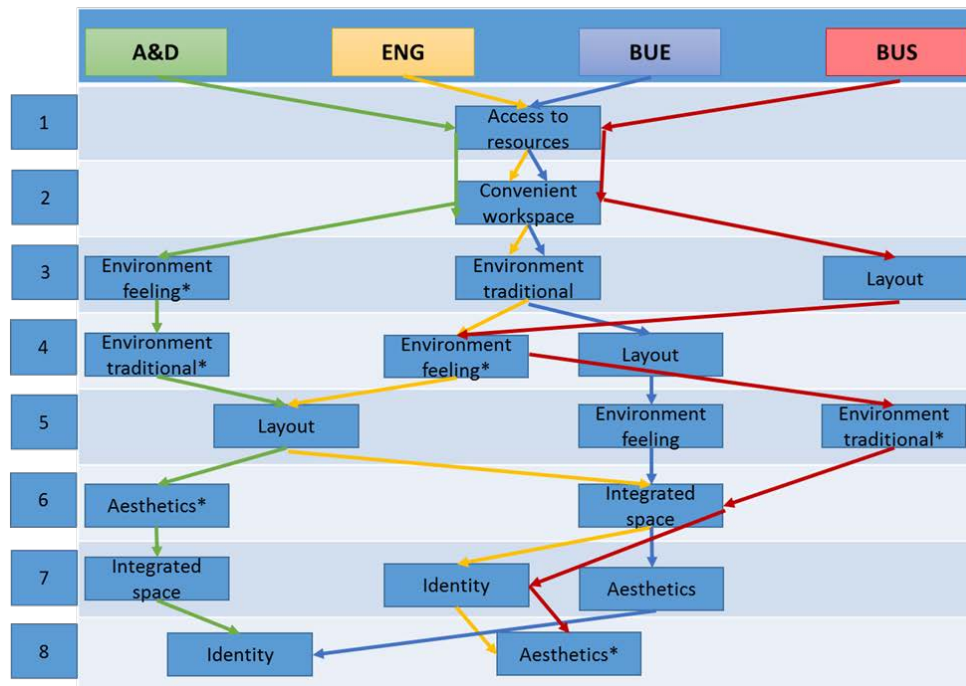 A&D ENG BUE BUS
1
Access to
resources
2
Convenient
workspace
3
Environment
feeling*
Environment
traditional
Layout
4
Environment
traditional*
Environment
feeling*
Layout
5
Layout
Environment
feeling
Environment
traditional*
6
Aesthetics*
Integrated
space
7
Integrated
space
Identity
Aesthetics
8
Identity
Aesthetics*